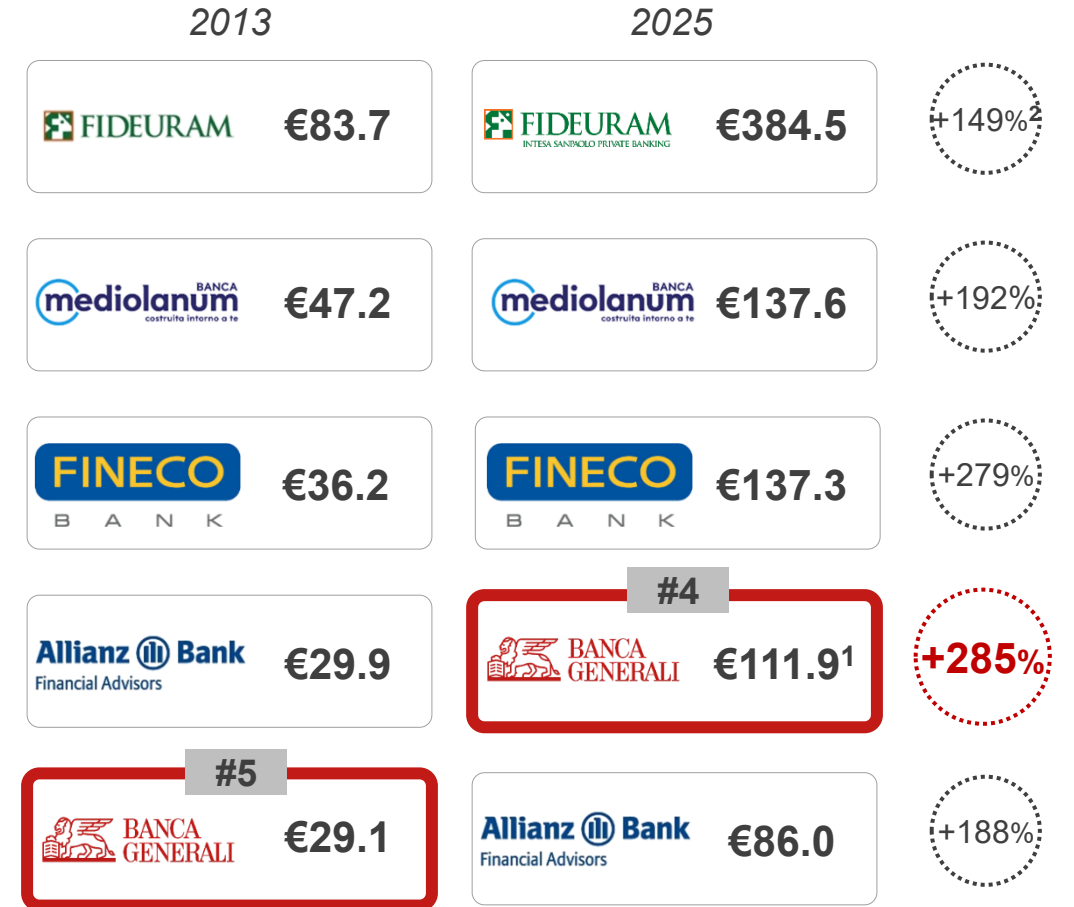 2013 2025
FIDEURAM €83.7 FIDEURAM €384.5 +149%²
INTESA SANPAOLO PRIVATE BANKING
BANCA
mediolanum €47.2
costruita intorno a te
BANCA
mediolanum €137.6 +192%
costruita intorno a te
FINECO €36.2 FINECO €137.3 +279%
BANK BANK
#4
Allianz Bank €29.9
Financial Advisors
BANCA
GENERALI €111.9¹ +285%
#5
BANCA
GENERALI €29.1
Allianz Bank €86.0 +188%
Financial Advisors